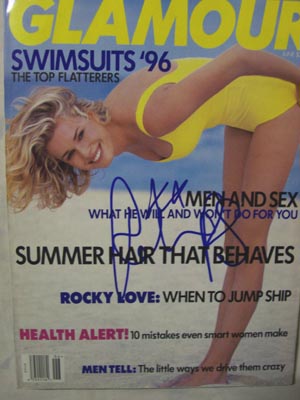 GLAMOUR
SWIMSUITS '96
THE TOP FLATTERERS
MEN AND SEX
WHAT HE WILL AND WON'T DO FOR YOU
SUMMER HAIR THAT BEHAVES
ROCKY LOVE: WHEN TO JUMP SHIP
HEALTH ALERT! 10 mistakes even smart women make
MEN TELL: The little ways we drive them crazy